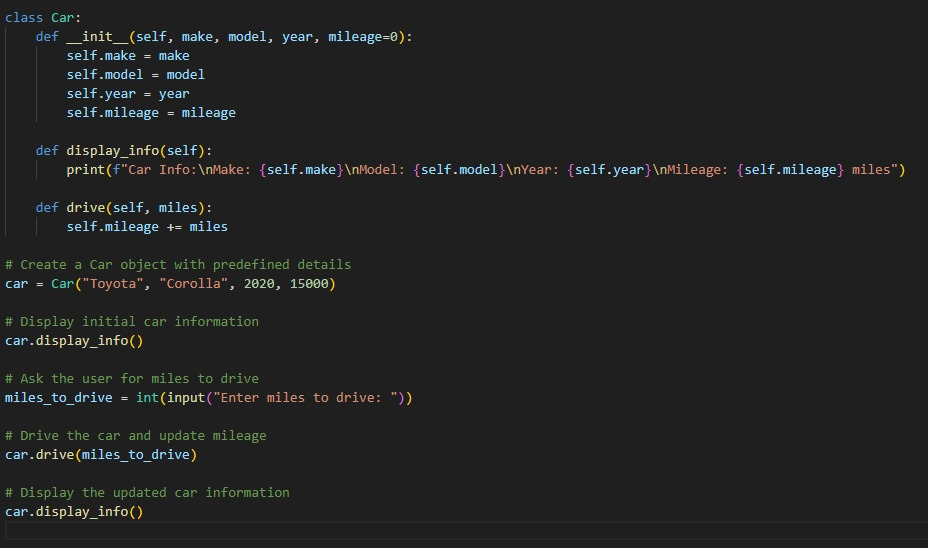 class Car:
    def __init__(self, make, model, year, mileage=0):
        self.make = make
        self.model = model
        self.year = year
        self.mileage = mileage

    def display_info(self):
        print(f"Car Info:\nMake: {self.make}\nModel: {self.model}\nYear: {self.year}\nMileage: {self.mileage} miles")

    def drive(self, miles):
        self.mileage += miles

# Create a Car object with predefined details
car = Car("Toyota", "Corolla", 2020, 15000)

# Display initial car information
car.display_info()

# Ask the user for miles to drive
miles_to_drive = int(input("Enter miles to drive: "))

# Drive the car and update mileage
car.drive(miles_to_drive)

# Display the updated car information
car.display_info()